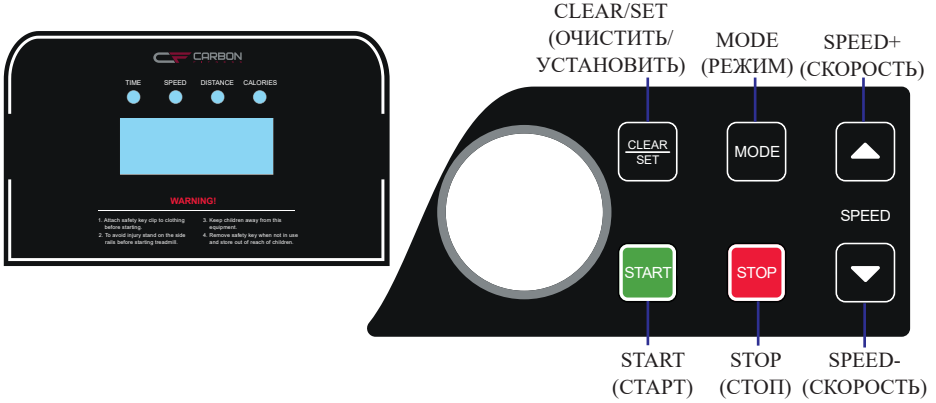 CARBON
TIME SPEED DISTANCE CALORIES
WARNING!
1. Attach safety key clip to clothing
before starting.
2. To avoid injury stand on the side
rails before starting treadmill.
3. Keep children away from this
equipment.
4. Remove safety key when not in use
and store out of reach of children.
CLEAR/SET
(ОЧИСТИТЬ/
УСТАНОВИТЬ)
MODE
(РЕЖИМ)
SPEED+
(СКОРОСТЬ)
CLEAR
SET
MODE
SPEED
START
STOP
START
(СТАРТ)
STOP
(СТОП)
SPEED-
(СКОРОСТЬ)